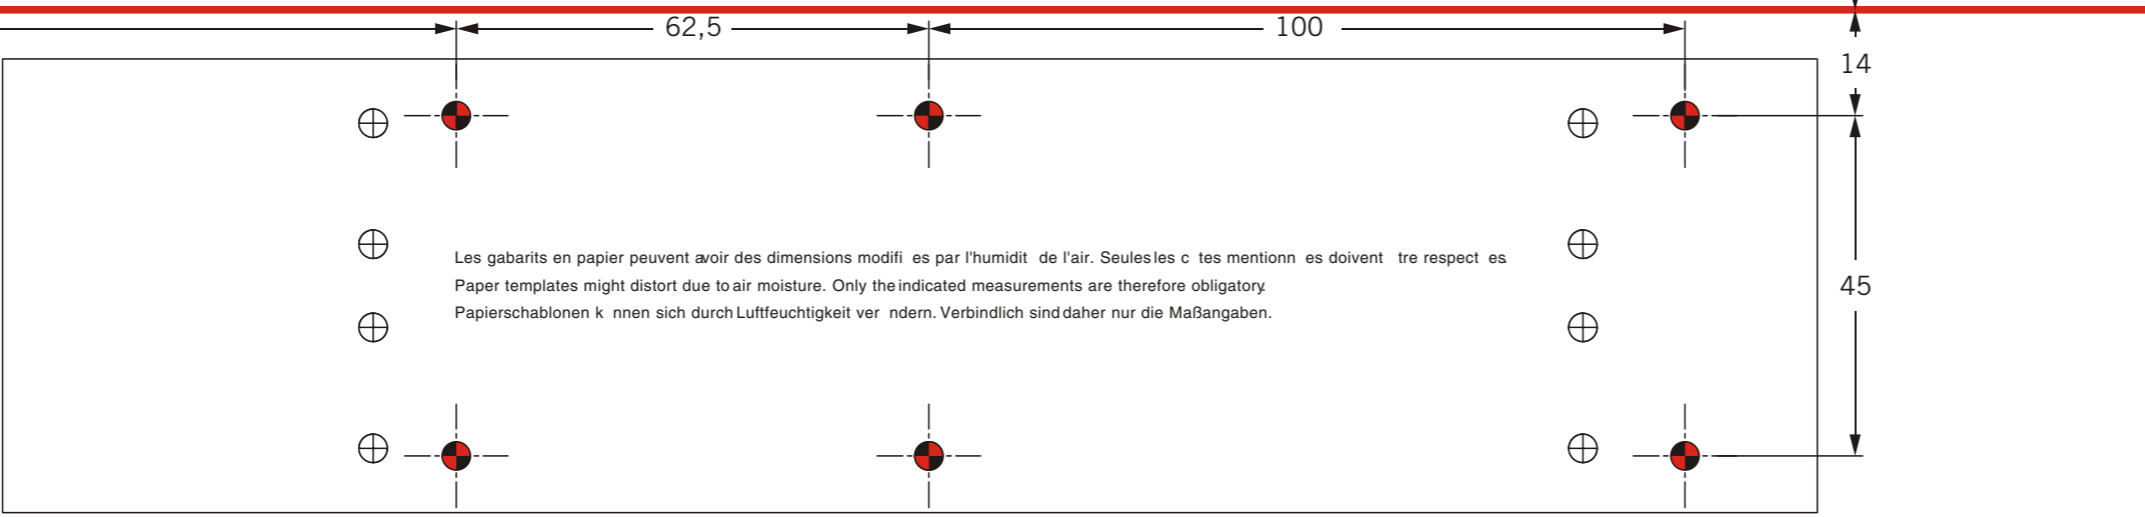 62,5
100
14
Les gabarits en papier peuvent avoir des dimensions modifi es par l'humidit de l'air. Seules les c tes mentionn es doivent tre respect es.
Paper templates might distort due to air moisture. Only the indicated measurements are therefore obligatory.
45
Papierschablonen k nnen sich durch Luftfeuchtigkeit ver ndern. Verbindlich sind daher nur die Maßangaben.